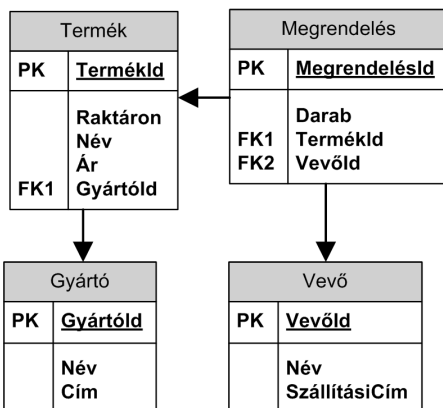 Termék
PK TermékId
Raktáron
Név
Ár
FK1 GyártóId
Megrendelés
PK MegrendelésId
Darab
FK1 TermékId
FK2 VevőId
Gyártó
PK GyártóId
Név
Cím
Vevő
PK VevőId
Név
SzállításiCím